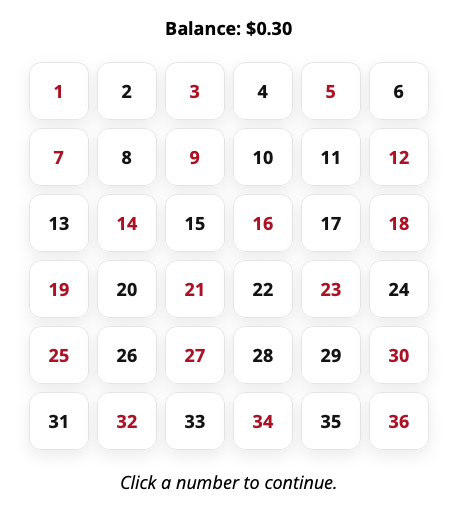 Balance: $0.30
1 2 3 4 5 6
7 8 9 10 11 12
13 14 15 16 17 18
19 20 21 22 23 24
25 26 27 28 29 30
31 32 33 34 35 36
Click a number to continue.